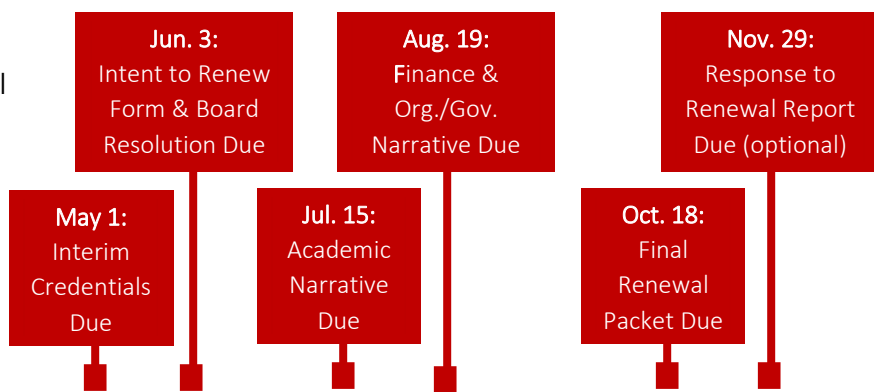 Jun. 3:
Intent to Renew
Form & Board
Resolution Due
Aug. 19:
Finance &
Org./Gov.
Narrative Due
Nov. 29:
Response to
Renewal Report
Due (optional)
May 1:
Interim
Credentials
Due
Jul. 15:
Academic
Narrative
Due
Oct. 18:
Final
Renewal
Packet Due